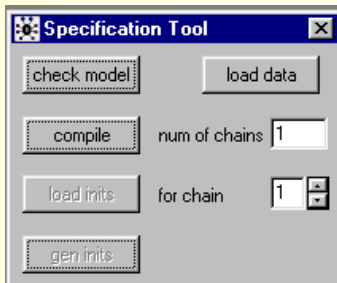 Specification Tool
check model load data
compile num of chains 1
load inits for chain 1
gen inits